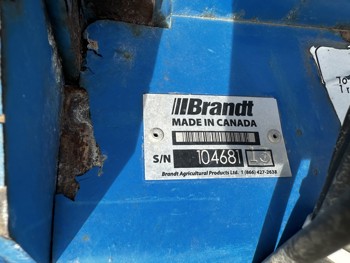 Brandt
MADE IN CANADA
S/N 104681
Brandt Agricultural Products Ltd. 1 (866) 427-2638